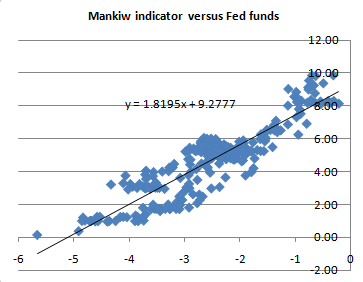 Mankiw indicator versus Fed funds
12.00
10.00
8.00
y = 1.8195x + 9.2777
6.00
4.00
2.00
0.00
-6 -5 -4 -3 -2 -1 0
-2.00